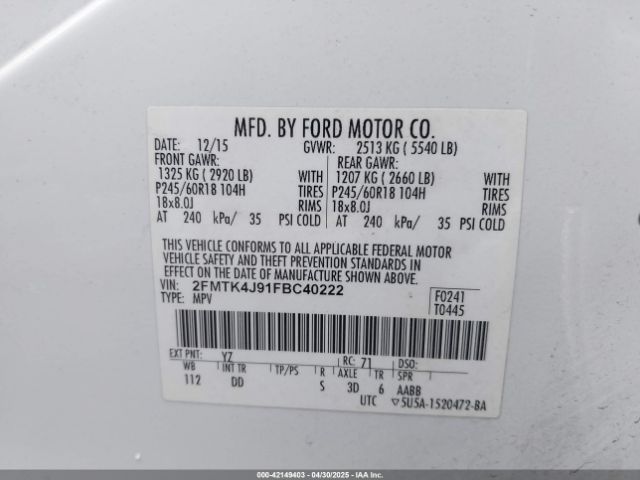 MFD. BY FORD MOTOR CO.
DATE: 12/15 GVWR: 2513 KG ( 5540 LB)
FRONT GAWR: REAR GAWR:
1325 KG ( 2920 LB) WITH 1207 KG ( 2660 LB) WITH
P245/60R18 104H TIRES P245/60R18 104H TIRES
18x8.0J RIMS 18x8.0J RIMS
AT 240 kPa/ 35 PSI COLD AT 240 kPa/ 35 PSI COLD
THIS VEHICLE CONFORMS TO ALL APPLICABLE FEDERAL MOTOR
VEHICLE SAFETY AND THEFT PREVENTION STANDARDS IN
EFFECT ON THE DATE OF MANUFACTURE SHOWN ABOVE.
VIN: 2FMTK4J91FBC40222
TYPE: MPV
F0241
T0445
EXT PNT: YZ RC: 71 DSO:
WB INT TR TP/PS R AXLE TR SPR
112 DD S 3D 6 AABB
UTC ▽5U5A-1520472-BA
000-42149403 - 04/30/2025 - IAAI.COM